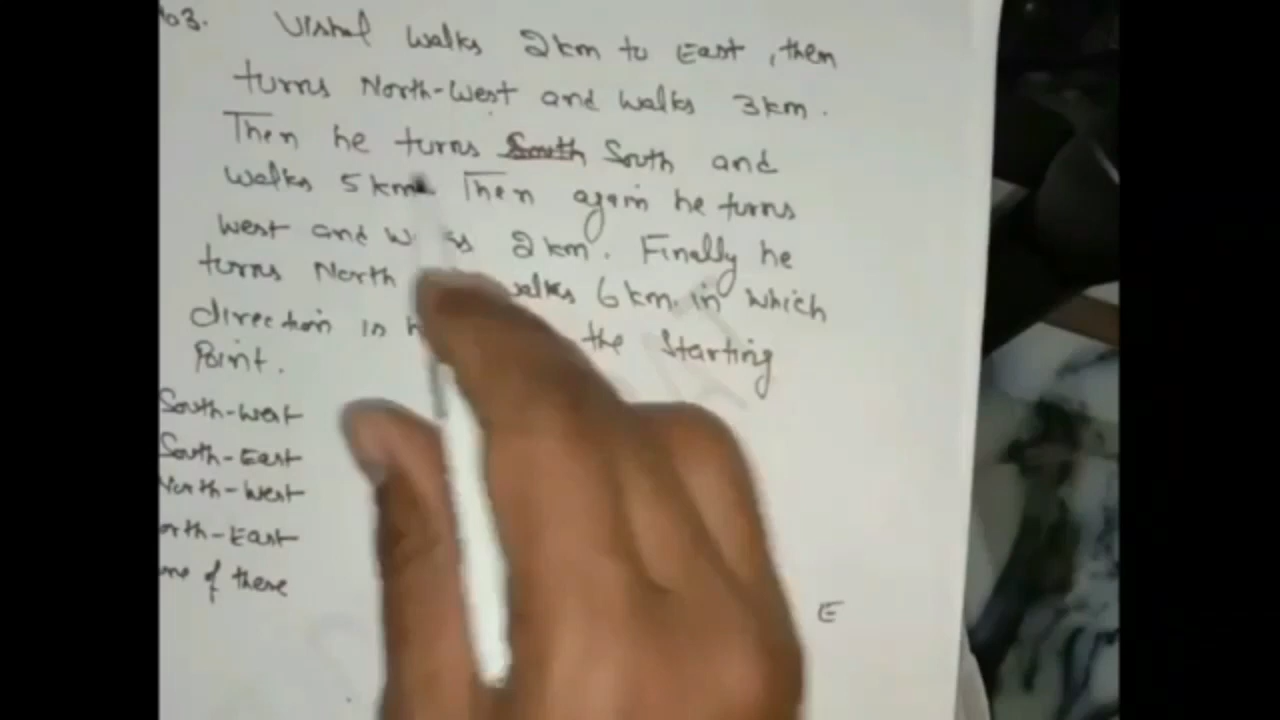 63. Vishal walks 2km to East, then
turns North-West and walks 3km.
Then he turns South South and
walks 5km Then again he turns
West and 2km. Finally he
turns North walks 6km. in which
direction is the Starting
Point.
South-West
South-East
North-West
orth-East
ne of these
E